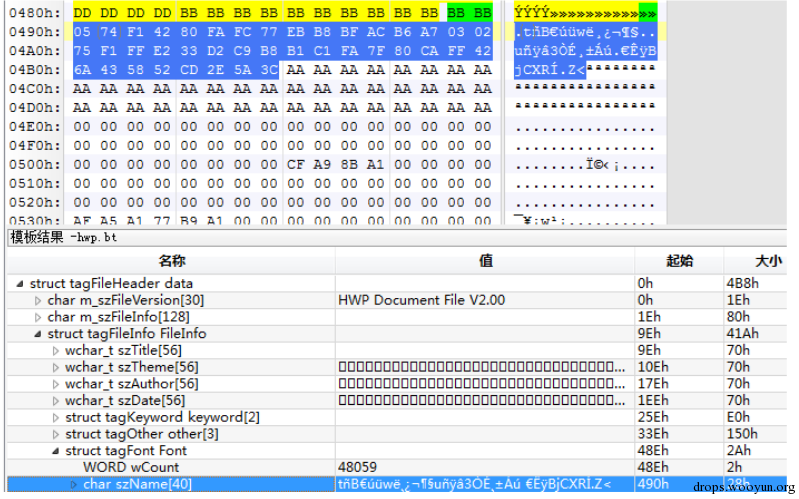 0480h: DD DD DD DD BB BB BB BB BB BB BB BB BB BB BB BB ÝÝÝÝ»»»»»»»»»»»»
0490h: 05 74 F1 42 80 FA FC 77 EB B8 BF AC B6 A7 03 02 .tñB€úüwë¸¿¬¶§..
04A0h: 75 F1 FF E2 33 D2 C9 B8 B1 C1 FA 7F 80 CA FF 42 uñÿâ3ÒÉ¸±Áú.€ÊÿB
04B0h: 6A 43 58 52 CD 2E 5A 3C AA AA AA AA AA AA AA AA jCXRÍ.Z<ªªªªªªªª
04C0h: AA AA AA AA AA AA AA AA AA AA AA AA AA AA AA AA ªªªªªªªªªªªªªªªª
04D0h: AA AA AA AA AA AA AA AA AA AA AA AA AA AA AA AA ªªªªªªªªªªªªªªªª
04E0h: 00 00 00 00 00 00 00 00 00 00 00 00 00 00 00 00 ................
04F0h: 00 00 00 00 00 00 00 00 00 00 00 00 00 00 00 00 ................
0500h: 00 00 00 00 00 00 00 00 CF A9 8B A1 00 00 00 00 ........Ï©‹¡....
0510h: 00 00 00 00 00 00 00 00 00 00 00 00 00 00 00 00 ................
0520h: 00 00 00 00 00 00 00 00 00 00 00 00 00 00 00 00 ................
0530h: AF A5 A1 77 B9 A1 00 00 00 00 00 00 00 00 00 00 ¯¥¡w¹¡..........
模板结果 -hwp.bt
名称 值 起始 大小
struct tagFileHeader data 0h 4B8h
char m_szFileVersion[30] HWP Document File V2.00 0h 1Eh
char m_szFileInfo[128] 1Eh 80h
struct tagFileInfo FileInfo 9Eh 41Ah
wchar_t szTitle[56] 9Eh 70h
wchar_t szTheme[56] 10Eh 70h
wchar_t szAuthor[56] 17Eh 70h
wchar_t szDate[56] 1EEh 70h
struct tagKeyword keyword[2] 25Eh E0h
struct tagOther other[3] 33Eh 150h
struct tagFont Font 48Eh 2Ah
WORD wCount 48059 48Eh 2h
char szName[40] tñB€úüwë¸¿¬¶§uñÿâ3ÒÉ¸±Áú €ÊÿBjCXRÍ.Z< 490h 28h
drops.wooyun.org